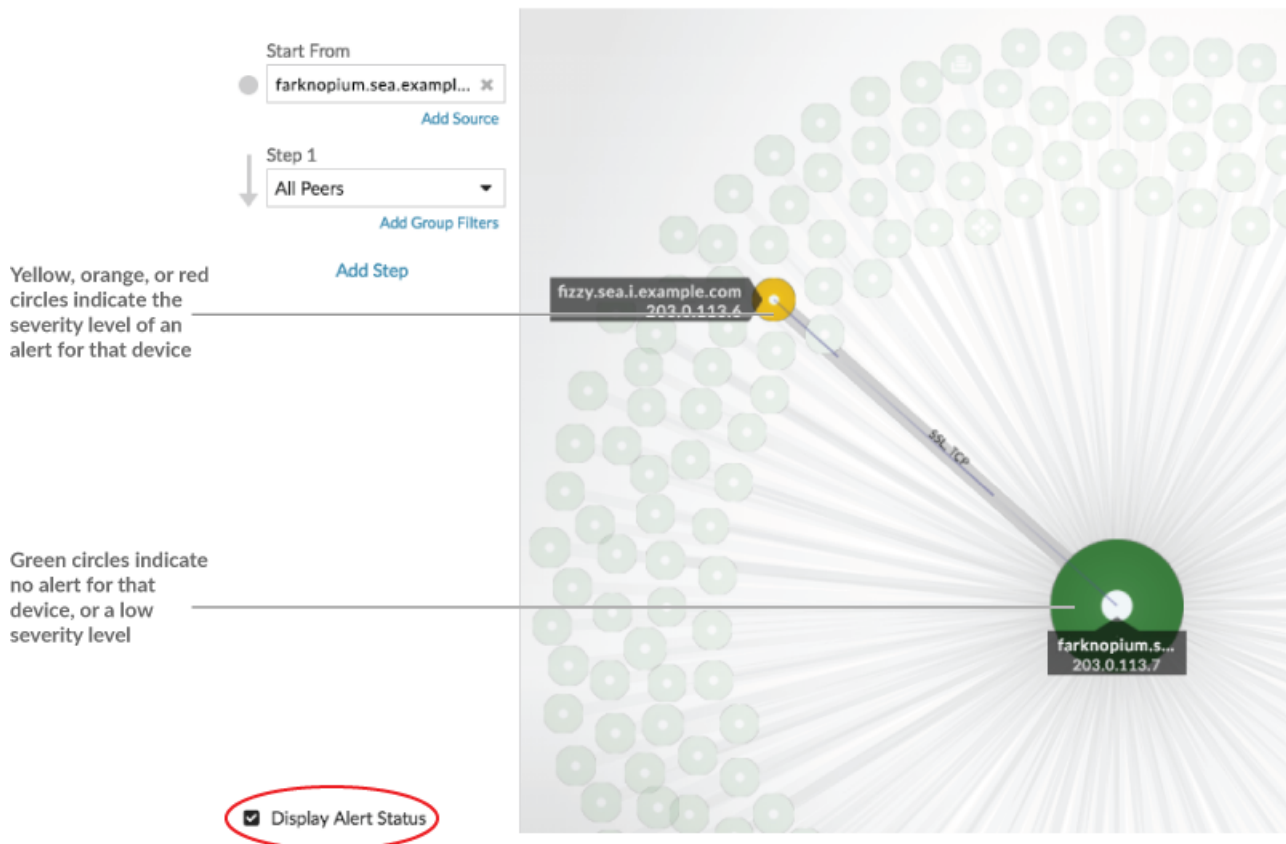 Start From
farknopium.sea.exampl...
Add Source
Step 1
All Peers
Add Group Filters
Add Step
Yellow, orange, or red
circles indicate the
severity level of an
alert for that device
fizzy.sea.i.example.com
203.0.113.6
SSL, TCP
Green circles indicate
no alert for that
device, or a low
severity level
farknopium.s...
203.0.113.7
Display Alert Status